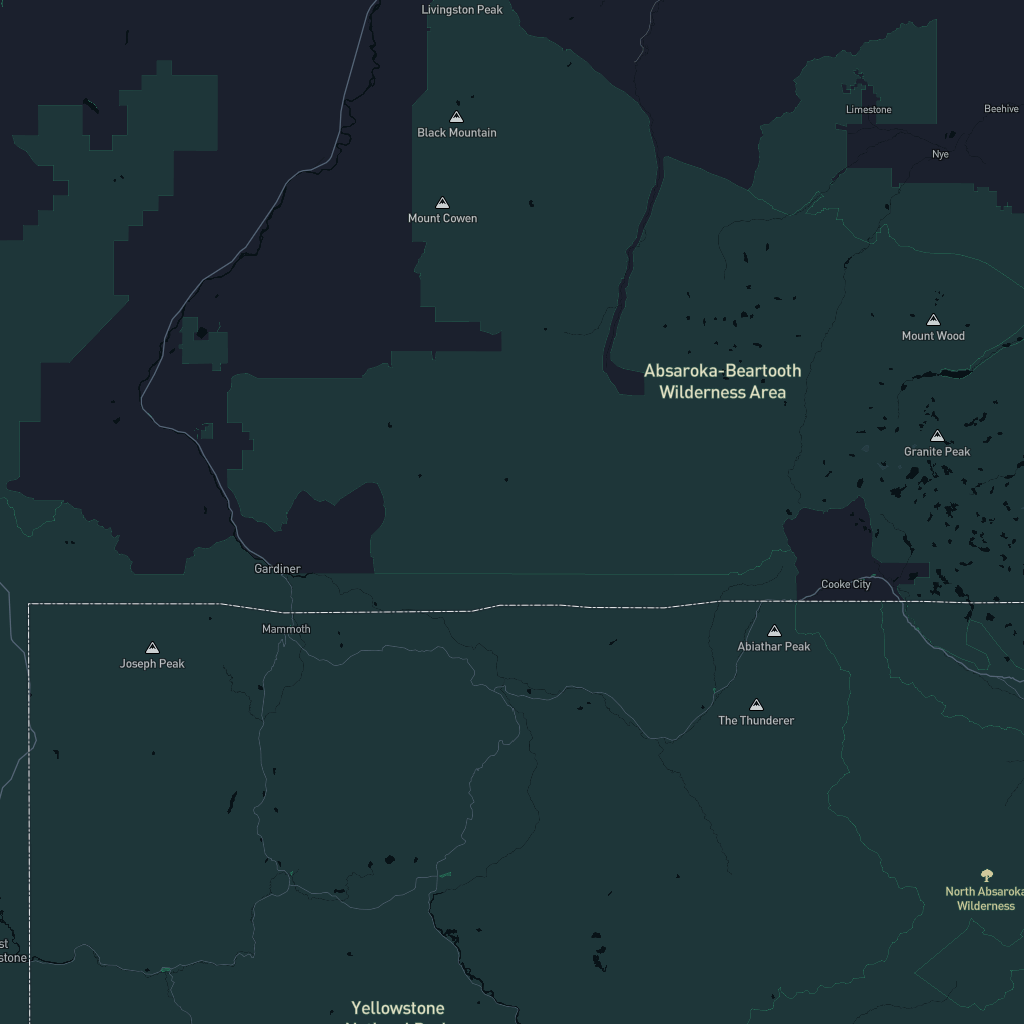 Livingston Peak
Limestone
Beehive
Black Mountain
Nye
Mount Cowen
Mount Wood
Absaroka-Beartooth
Wilderness Area
Granite Peak
Gardiner
Cooke City
Mammoth
Abiathar Peak
Joseph Peak
The Thunderer
North Absaroka
Wilderness
st
stone
Yellowstone